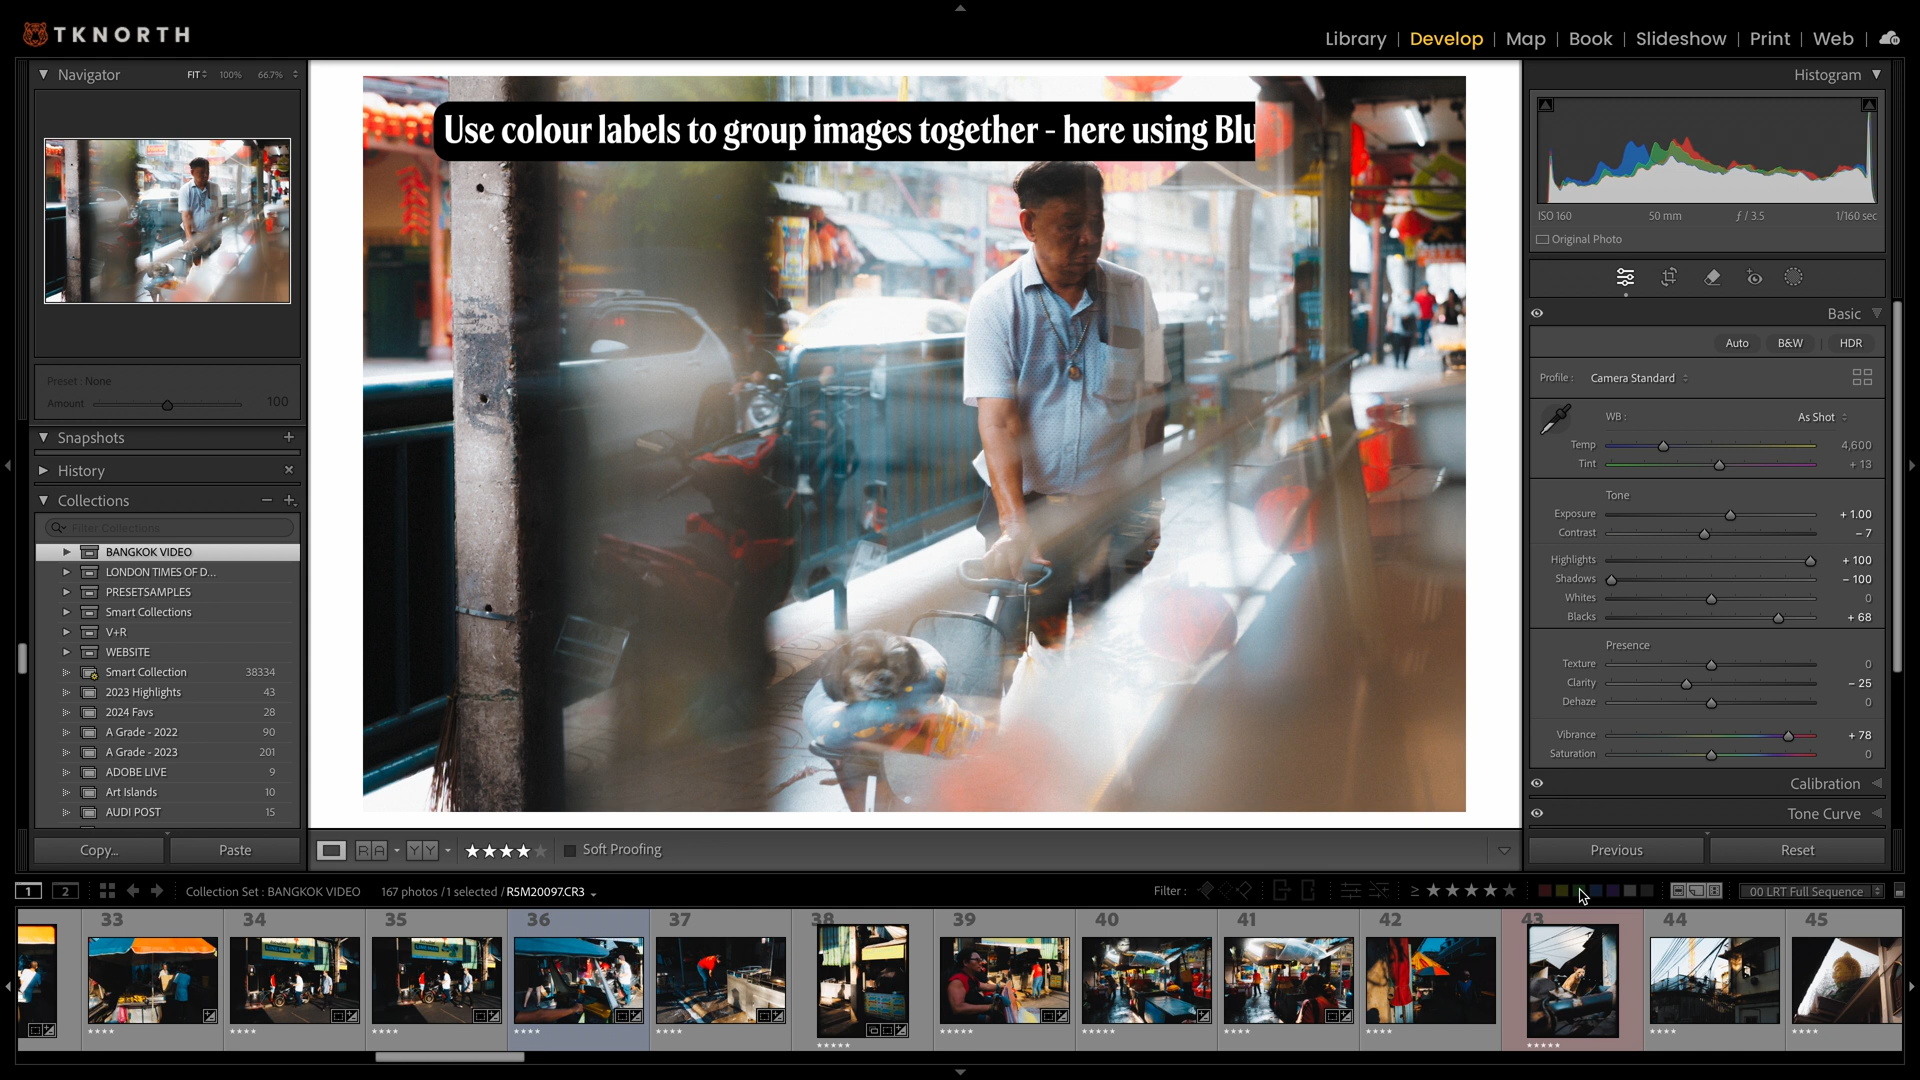 TKNORTH
Library | Develop | Map | Book | Slideshow | Print | Web
Navigator FIT 100% 66.7%
Histogram
Use colour labels to group images together - here using Blu
ISO 160 50 mm ƒ / 3.5 1/160 sec
Original Photo
Basic
Auto B&W | HDR
Profile : Camera Standard
Preset : None
Amount 100
WB : As Shot
Temp 4,600
Tint + 13
Snapshots
History
Collections
Filter Collections
Tone
Exposure + 1.00
Contrast – 7
Highlights + 100
Shadows – 100
Whites 0
Blacks + 68
BANGKOK VIDEO
LONDON TIMES OF D...
PRESETSAMPLES
Smart Collections
V+R
WEBSITE
Smart Collection 38334
2023 Highlights 43
2024 Favs 28
A Grade - 2022 90
A Grade - 2023 201
ADOBE LIVE 9
Art Islands 10
AUDI POST 15
Presence
Texture 0
Clarity – 25
Dehaze 0
Vibrance + 78
Saturation 0
Calibration
Tone Curve
Copy... Paste
R A Y Y Soft Proofing
Previous Reset
1 2 Collection Set : BANGKOK VIDEO 167 photos / 1 selected / R5M20097.CR3
Filter : ≥ 00 LRT Full Sequence
33 34 35 36 37 38 39 40 41 42 43 44 45